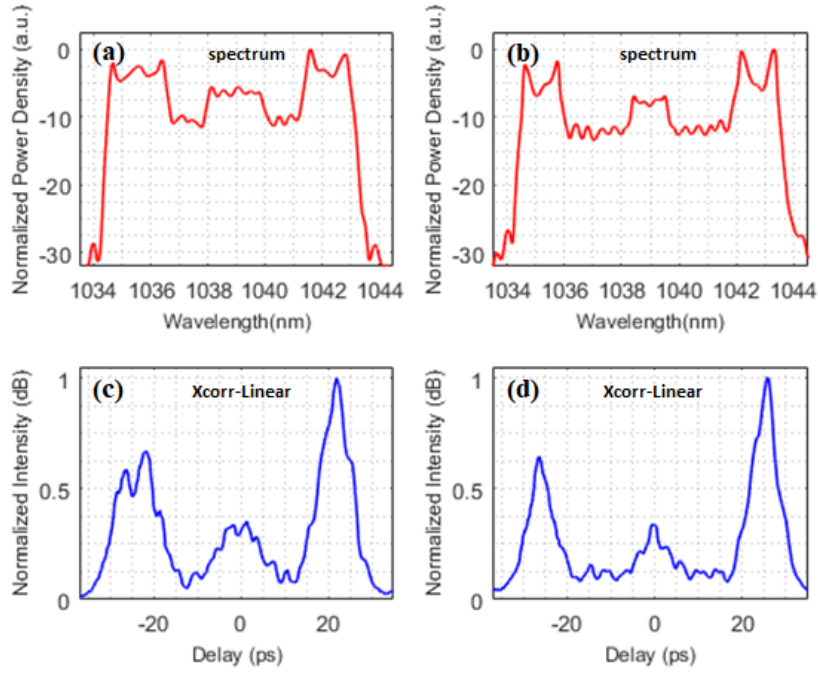 Normalized Power Density (a.u.)
(a)
spectrum
0
-10
-20
-30
1034 1036 1038 1040 1042 1044
Wavelength(nm)
Normalized Power Density (a.u.)
(b)
spectrum
0
-10
-20
-30
1034 1036 1038 1040 1042 1044
Wavelength(nm)
Normalized Intensity (dB)
(c)
Xcorr-Linear
1
0.5
0
-20 0 20
Delay (ps)
Normalized Intensity (dB)
(d)
Xcorr-Linear
1
0.5
0
-20 0 20
Delay (ps)